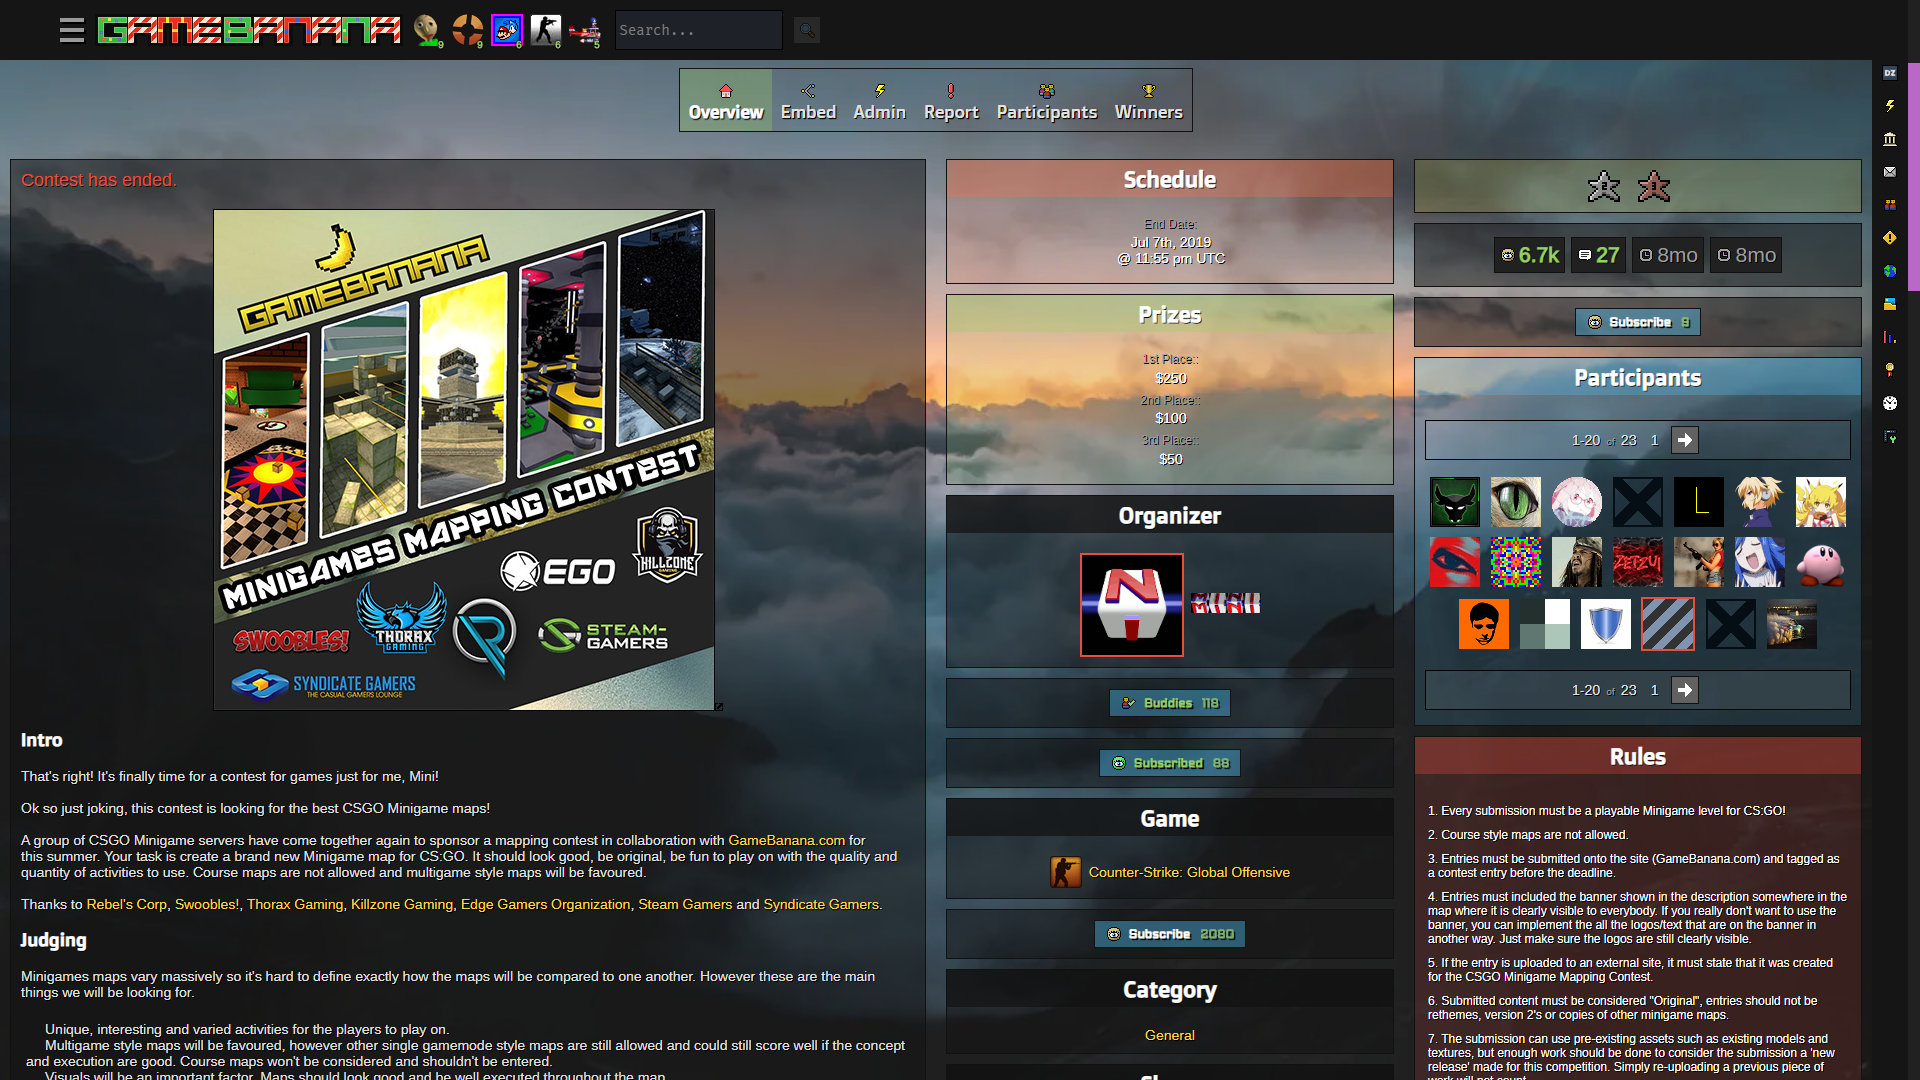 GAMEBANANA
9
9
6
6
5
Search...
Overview
Embed
Admin
Report
Participants
Winners
DZ
Contest has ended.
GAMEBANANA
MINIGAMES MAPPING CONTEST
EGO
KILLZONE
GAMING
SWOOBLES!
THORAX
GAMING
R
STEAM-
GAMERS
SYNDICATE GAMERS
THE CASUAL GAMERS LOUNGE
Intro
That's right! It's finally time for a contest for games just for me, Mini!
Ok so just joking, this contest is looking for the best CSGO Minigame maps!
A group of CSGO Minigame servers have come together again to sponsor a mapping contest in collaboration with GameBanana.com for
this summer. Your task is create a brand new Minigame map for CS:GO. It should look good, be original, be fun to play on with the quality and
quantity of activities to use. Course maps are not allowed and multigame style maps will be favoured.
Thanks to Rebel's Corp, Swoobles!, Thorax Gaming, Killzone Gaming, Edge Gamers Organization, Steam Gamers and Syndicate Gamers.
Judging
Minigames maps vary massively so it's hard to define exactly how the maps will be compared to one another. However these are the main
things we will be looking for.
Unique, interesting and varied activities for the players to play on.
Multigame style maps will be favoured, however other single gamemode style maps are still allowed and could still score well if the concept
and execution are good. Course maps won't be considered and shouldn't be entered.
Visuals will be an important factor. Maps should look good and be well executed throughout the map.
Schedule
End Date:
Jul 7th, 2019
@ 11:55 pm UTC
Prizes
1st Place::
$250
2nd Place::
$100
3rd Place::
$50
Organizer
N
Mini
Buddies 118
Subscribed 88
Game
Counter-Strike: Global Offensive
Subscribe 2080
Category
General
2
3
6.7k
27
8mo
8mo
Subscribe 9
Participants
1-20 of 23 1
L
1-20 of 23 1
Rules
1. Every submission must be a playable Minigame level for CS:GO!
2. Course style maps are not allowed.
3. Entries must be submitted onto the site (GameBanana.com) and tagged as
a contest entry before the deadline.
4. Entries must included the banner shown in the description somewhere in the
map where it is clearly visible to everybody. If you really don't want to use the
banner, you can implement the all the logos/text that are on the banner in
another way. Just make sure the logos are still clearly visible.
5. If the entry is uploaded to an external site, it must state that it was created
for the CSGO Minigame Mapping Contest.
6. Submitted content must be considered "Original", entries should not be
rethemes, version 2's or copies of other minigame maps.
7. The submission can use pre-existing assets such as existing models and
textures, but enough work should be done to consider the submission a 'new
release' made for this competition. Simply re-uploading a previous piece of
work will not count.